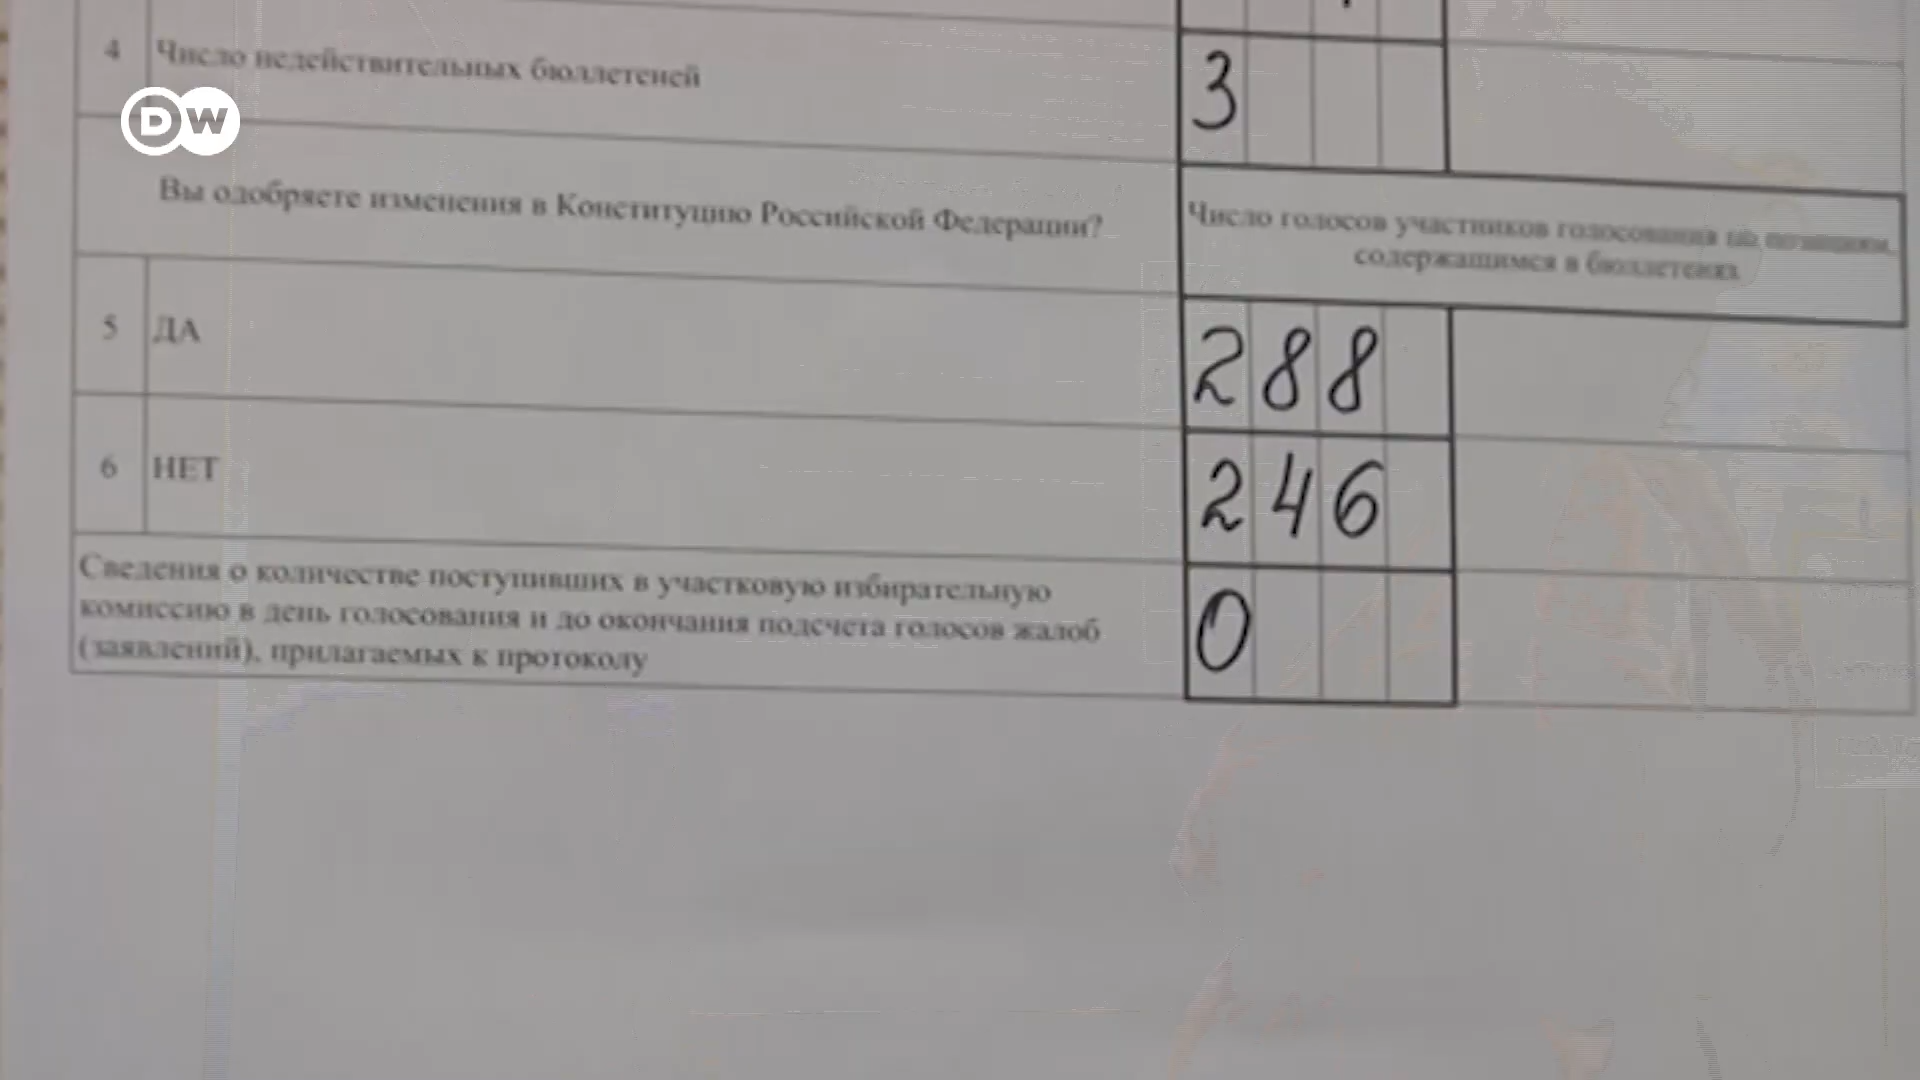 4 Число недействительных бюллетеней 3
DW
Вы одобряете изменения в Конституцию Российской Федерации?
Число голосов участников голосования по позициям,
содержащимся в бюллетенях
5 ДА 288
6 НЕТ 246
Сведения о количестве поступивших в участковую избирательную
комиссию в день голосования и до окончания подсчета голосов жалоб
(заявлений), прилагаемых к протоколу
0